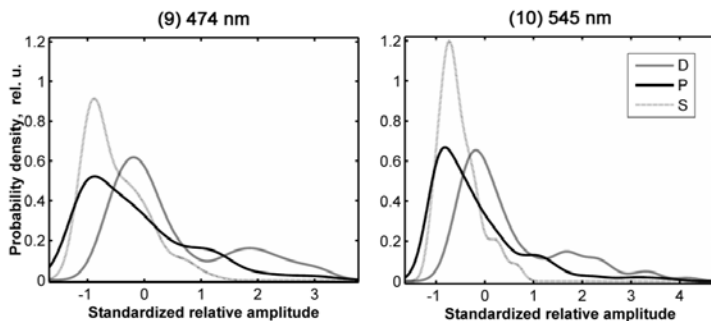 (9) 474 nm
(10) 545 nm
Probability density, rel. u.
1.2
1
0.8
0.6
0.4
0.2
0
-1 0 1 2 3
Standardized relative amplitude
1.2
1
0.8
0.6
0.4
0.2
0
D
P
S
-1 0 1 2 3 4
Standardized relative amplitude